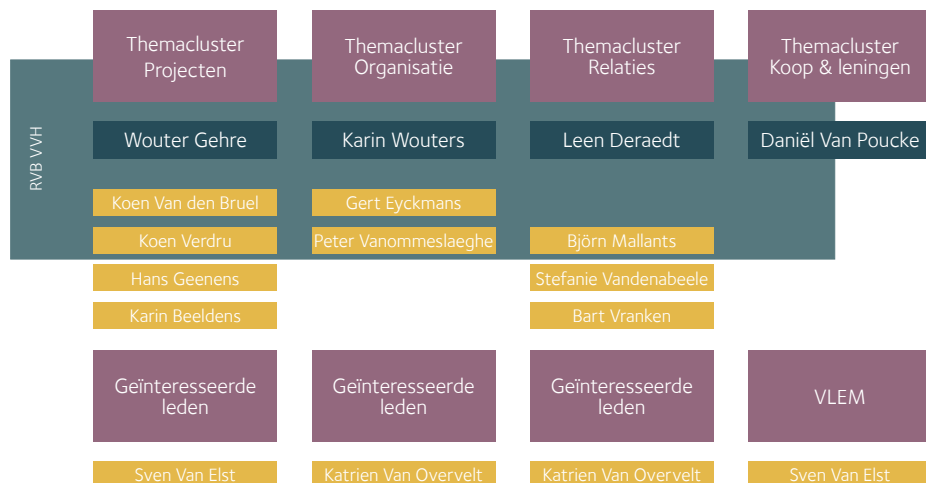 Themacluster
Projecten
Themacluster
Organisatie
Themacluster
Relaties
Themacluster
Koop & leningen
RVB VVH
Wouter Gehre
Karin Wouters
Leen Deraedt
Daniël Van Poucke
Koen Van den Bruel
Gert Eyckmans
Koen Verdru
Peter Vanommeslaeghe
Björn Mallants
Hans Geenens
Stefanie Vandenabeele
Karin Beeldens
Bart Vranken
Geïnteresseerde
leden
Geïnteresseerde
leden
Geïnteresseerde
leden
VLEM
Sven Van Elst
Katrien Van Overvelt
Katrien Van Overvelt
Sven Van Elst